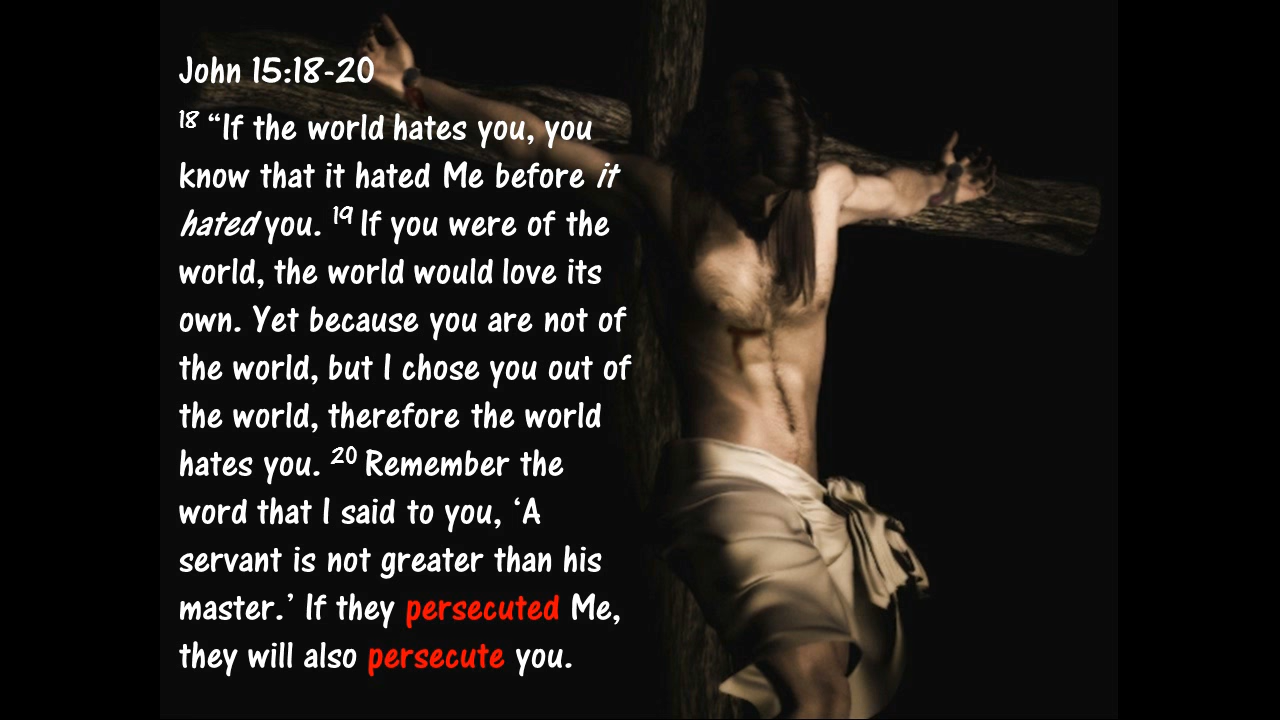 John 15:18-20
18 “If the world hates you, you
know that it hated Me before it
hated you. 19 If you were of the
world, the world would love its
own. Yet because you are not of
the world, but I chose you out of
the world, therefore the world
hates you. 20 Remember the
word that I said to you, ‘A
servant is not greater than his
master.’ If they persecuted Me,
they will also persecute you.